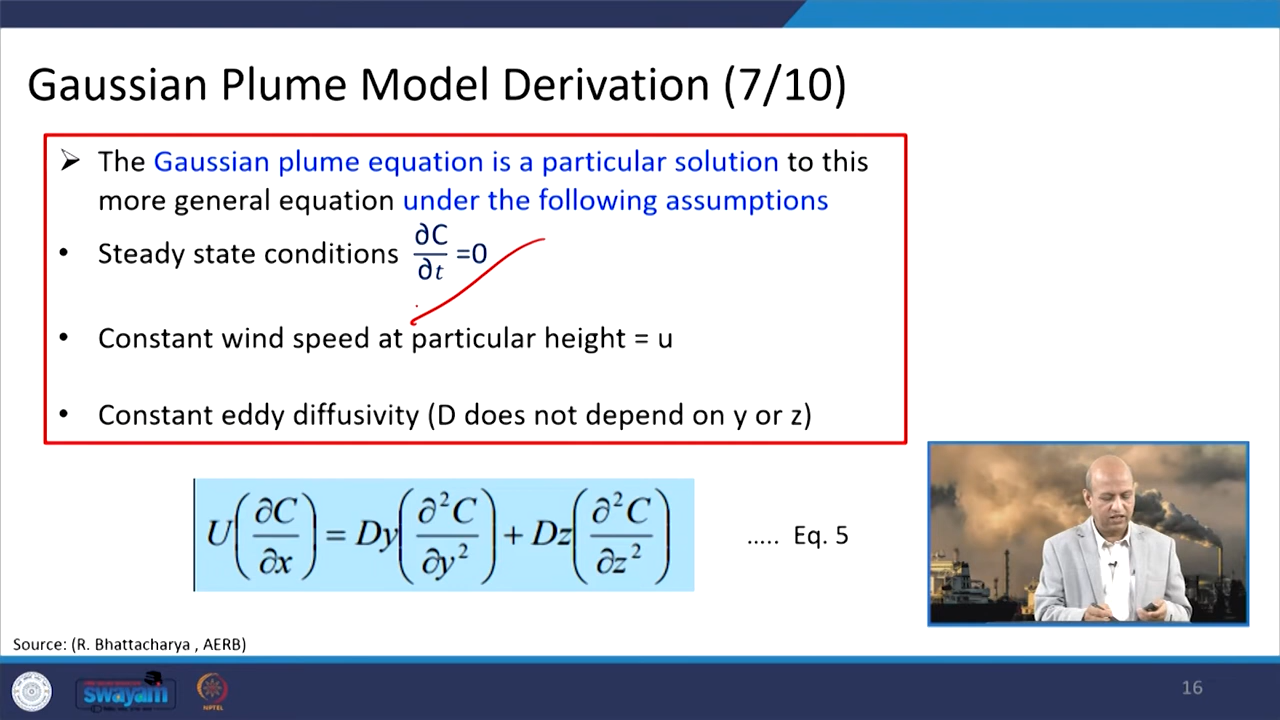 Gaussian Plume Model Derivation (7/10)
➢ The Gaussian plume equation is a particular solution to this
more general equation under the following assumptions
• Steady state conditions ∂C/∂t =0
• Constant wind speed at particular height = u
• Constant eddy diffusivity (D does not depend on y or z)
U(∂C/∂x) = Dy(∂²C/∂y²) + Dz(∂²C/∂z²) ..... Eq. 5
Source: (R. Bhattacharya , AERB)
swayam
NPTEL
16